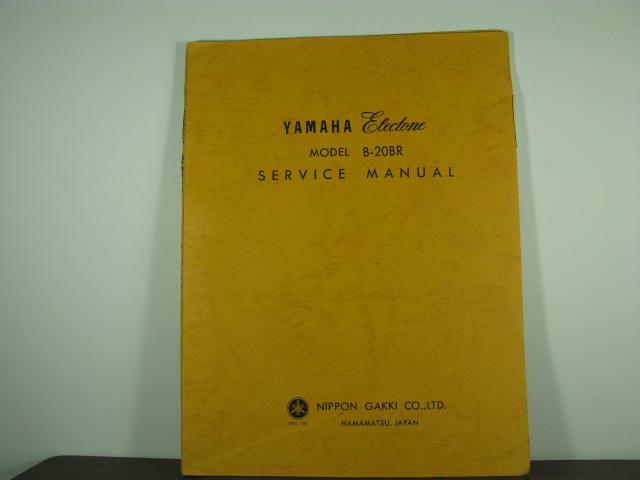 YAMAHA Electone
MODEL B-20BR
SERVICE MANUAL
NIPPON GAKKI CO.,LTD.
HAMAMATSU, JAPAN